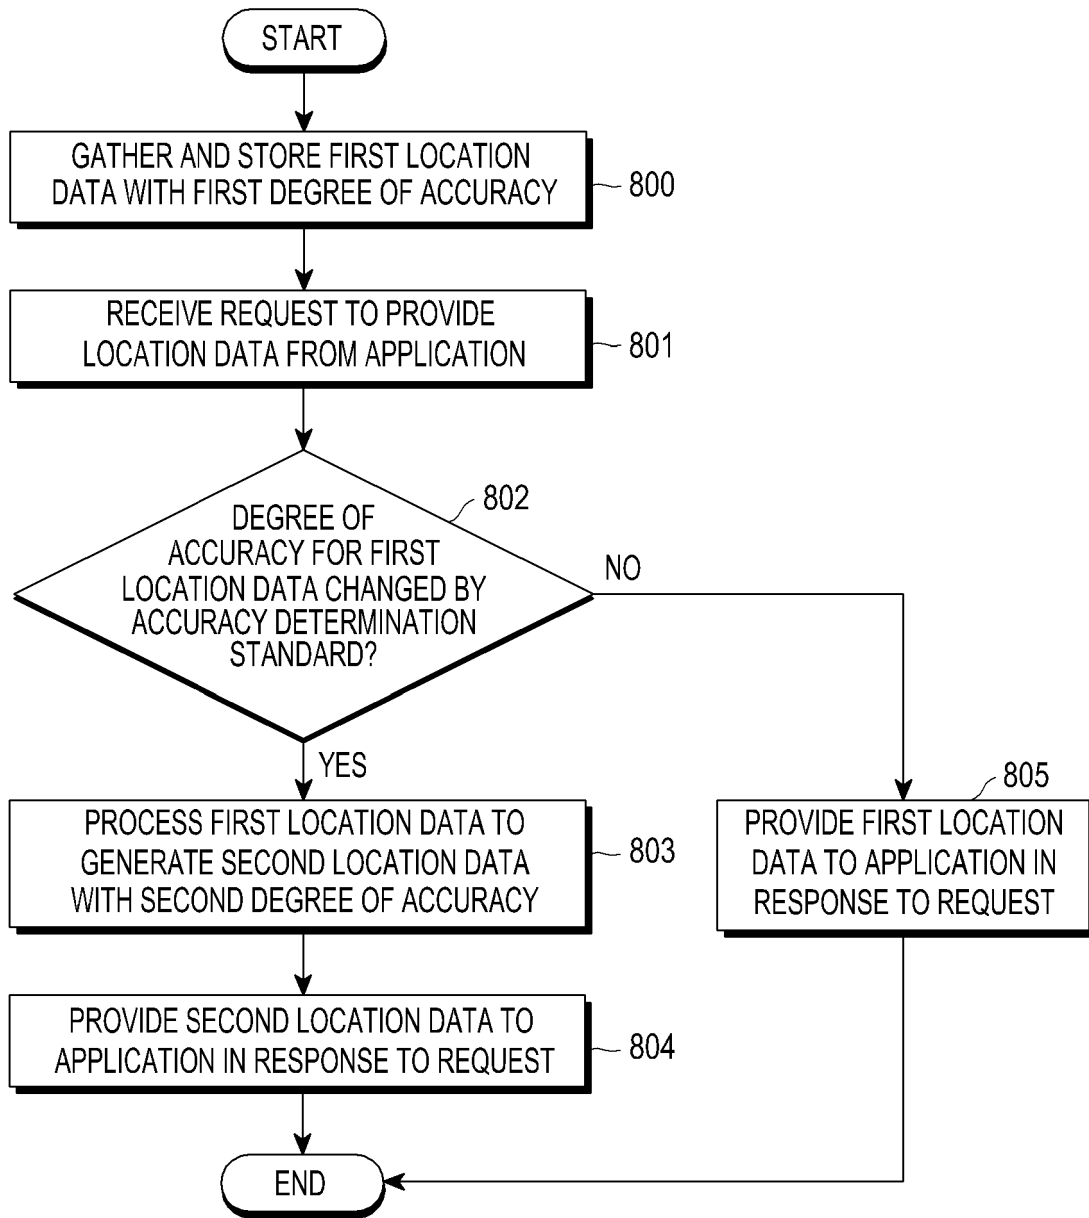 START
GATHER AND STORE FIRST LOCATION
DATA WITH FIRST DEGREE OF ACCURACY
800
RECEIVE REQUEST TO PROVIDE
LOCATION DATA FROM APPLICATION
801
802
DEGREE OF
ACCURACY FOR FIRST
LOCATION DATA CHANGED BY
ACCURACY DETERMINATION
STANDARD?
NO
YES
PROCESS FIRST LOCATION DATA TO
GENERATE SECOND LOCATION DATA
WITH SECOND DEGREE OF ACCURACY
803
805
PROVIDE FIRST LOCATION
DATA TO APPLICATION IN
RESPONSE TO REQUEST
PROVIDE SECOND LOCATION DATA TO
APPLICATION IN RESPONSE TO REQUEST
804
END